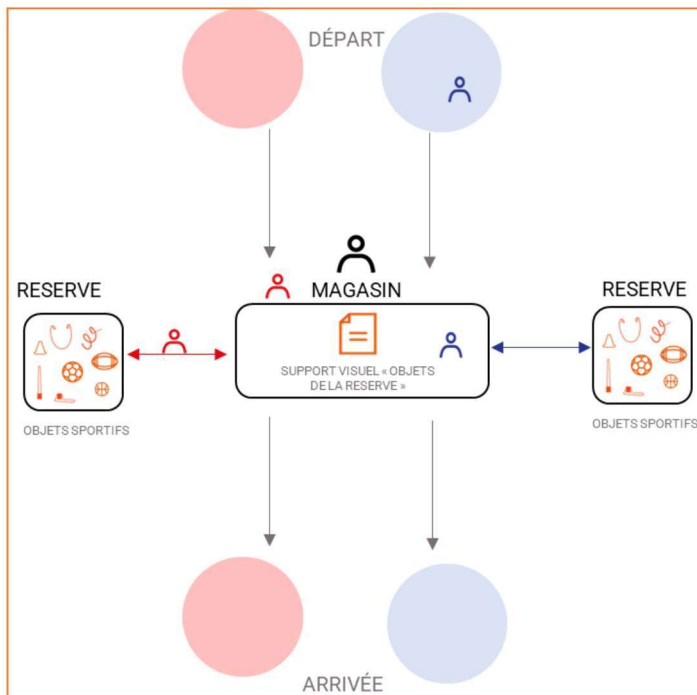 DÉPART
RESERVE
MAGASIN
RESERVE
SUPPORT VISUEL « OBJETS
DE LA RESERVE »
OBJETS SPORTIFS
OBJETS SPORTIFS
ARRIVÉE